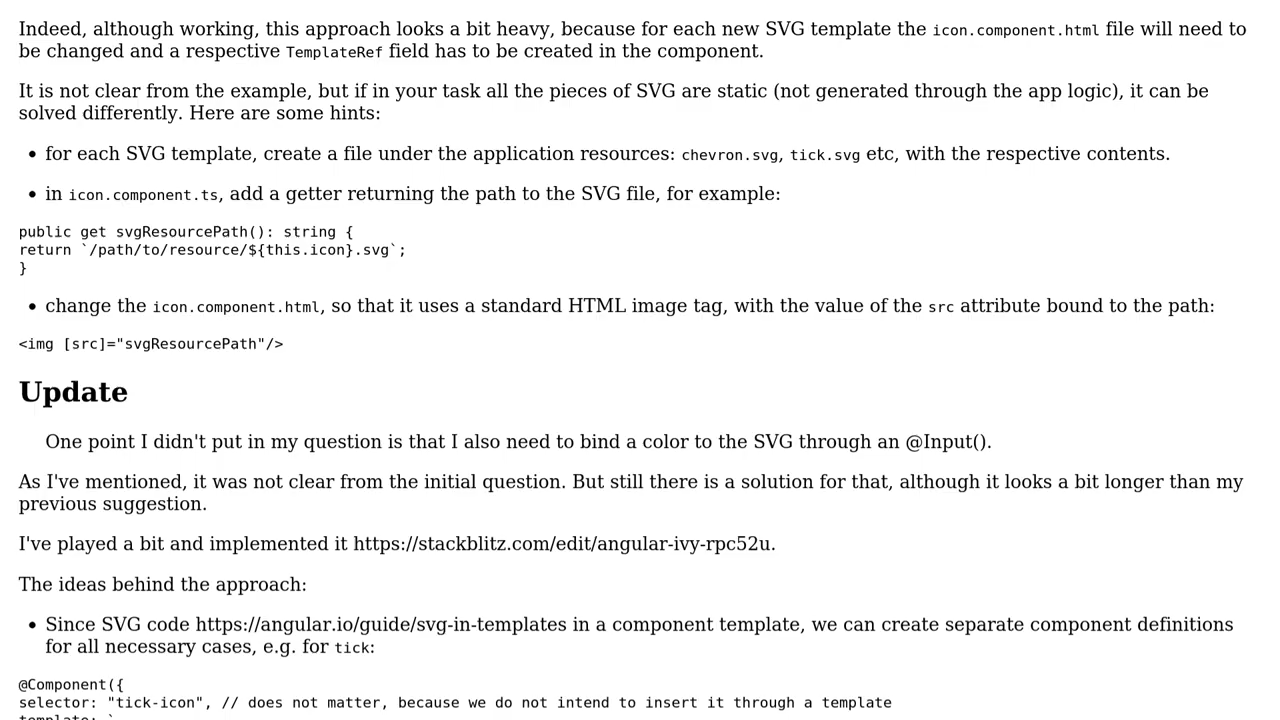 Indeed, although working, this approach looks a bit heavy, because for each new SVG template the icon.component.html file will need to
be changed and a respective TemplateRef field has to be created in the component.
It is not clear from the example, but if in your task all the pieces of SVG are static (not generated through the app logic), it can be
solved differently. Here are some hints:
• for each SVG template, create a file under the application resources: chevron.svg, tick.svg etc, with the respective contents.
• in icon.component.ts, add a getter returning the path to the SVG file, for example:
public get svgResourcePath(): string {
return `/path/to/resource/${this.icon}.svg`;
}
• change the icon.component.html, so that it uses a standard HTML image tag, with the value of the src attribute bound to the path:
<img [src]="svgResourcePath"/>
Update
One point I didn't put in my question is that I also need to bind a color to the SVG through an @Input().
As I've mentioned, it was not clear from the initial question. But still there is a solution for that, although it looks a bit longer than my
previous suggestion.
I've played a bit and implemented it https://stackblitz.com/edit/angular-ivy-rpc52u.
The ideas behind the approach:
• Since SVG code https://angular.io/guide/svg-in-templates in a component template, we can create separate component definitions
for all necessary cases, e.g. for tick:
@Component({
selector: "tick-icon", // does not matter, because we do not intend to insert it through a template
template: `